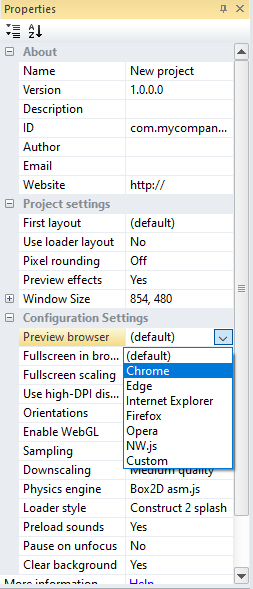 Properties
About
Name New project
Version 1.0.0.0
Description
ID com.mycompan...
Author
Email
Website http://
Project settings
First layout (default)
Use loader layout No
Pixel rounding Off
Preview effects Yes
Window Size 854, 480
Configuration Settings
Preview browser (default)
Fullscreen in bro... (default)
Fullscreen scaling Chrome
Use high-DPI dis... Edge
Internet Explorer
Orientations Firefox
Enable WebGL Opera
Sampling NW.js
Custom
Downscaling Medium quality
Physics engine Box2D asm.js
Loader style Construct 2 splash
Preload sounds Yes
Pause on unfocus No
Clear background Yes
More information Help